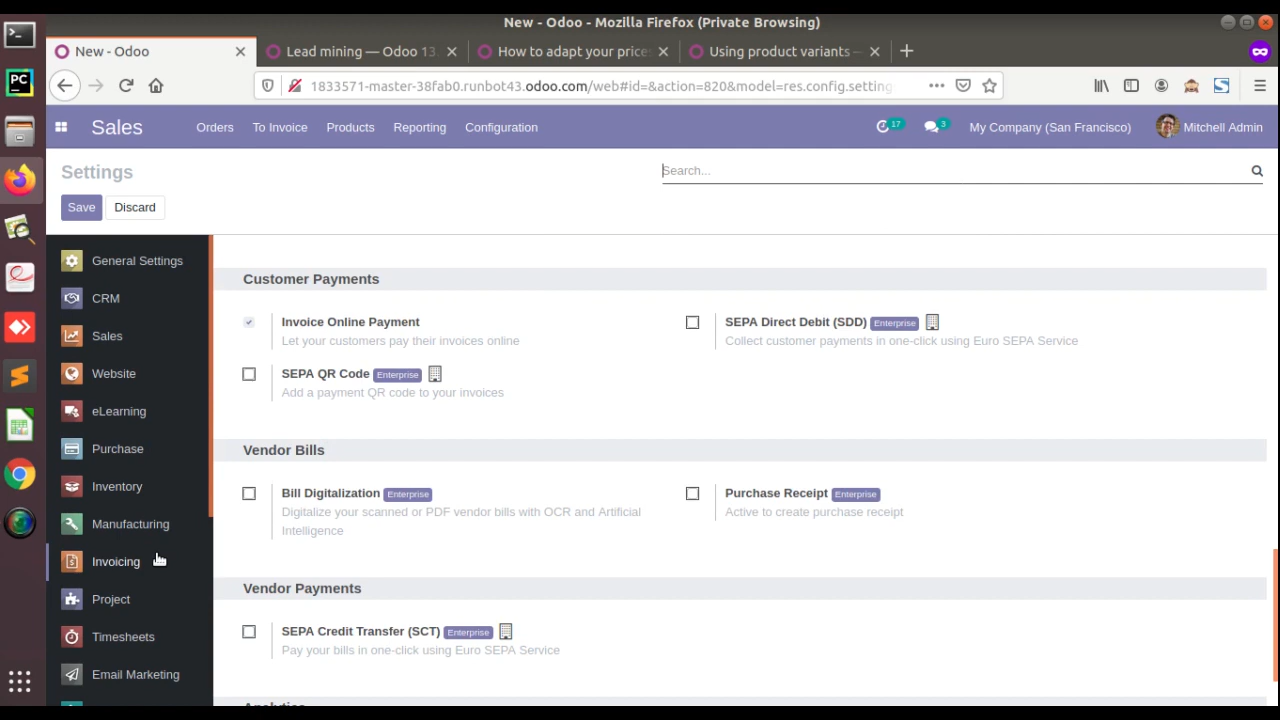 New - Odoo - Mozilla Firefox (Private Browsing)
New - Odoo
Lead mining — Odoo 13
How to adapt your price
Using product variants —
1833571-master-38fab0.runbot43.odoo.com/web#id=&action=820&model=res.config.setting
Sales
Orders
To Invoice
Products
Reporting
Configuration
17
3
My Company (San Francisco)
Mitchell Admin
Settings
Search...
Save
Discard
General Settings
CRM
Sales
Website
eLearning
Purchase
Inventory
Manufacturing
Invoicing
Project
Timesheets
Email Marketing
Customer Payments
Invoice Online Payment
Let your customers pay their invoices online
SEPA Direct Debit (SDD) Enterprise
Collect customer payments in one-click using Euro SEPA Service
SEPA QR Code Enterprise
Add a payment QR code to your invoices
Vendor Bills
Bill Digitalization Enterprise
Digitalize your scanned or PDF vendor bills with OCR and Artificial
Intelligence
Purchase Receipt Enterprise
Active to create purchase receipt
Vendor Payments
SEPA Credit Transfer (SCT) Enterprise
Pay your bills in one-click using Euro SEPA Service
Analytics
PC